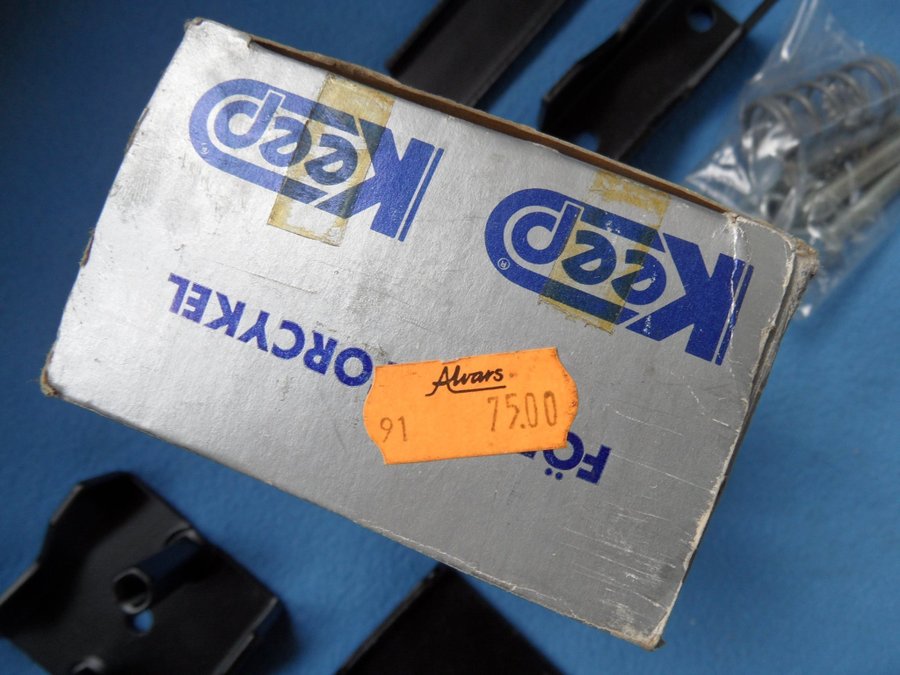 Keep®
Keep®
Alvars
91 75.00
FÖ
ORCYKEL